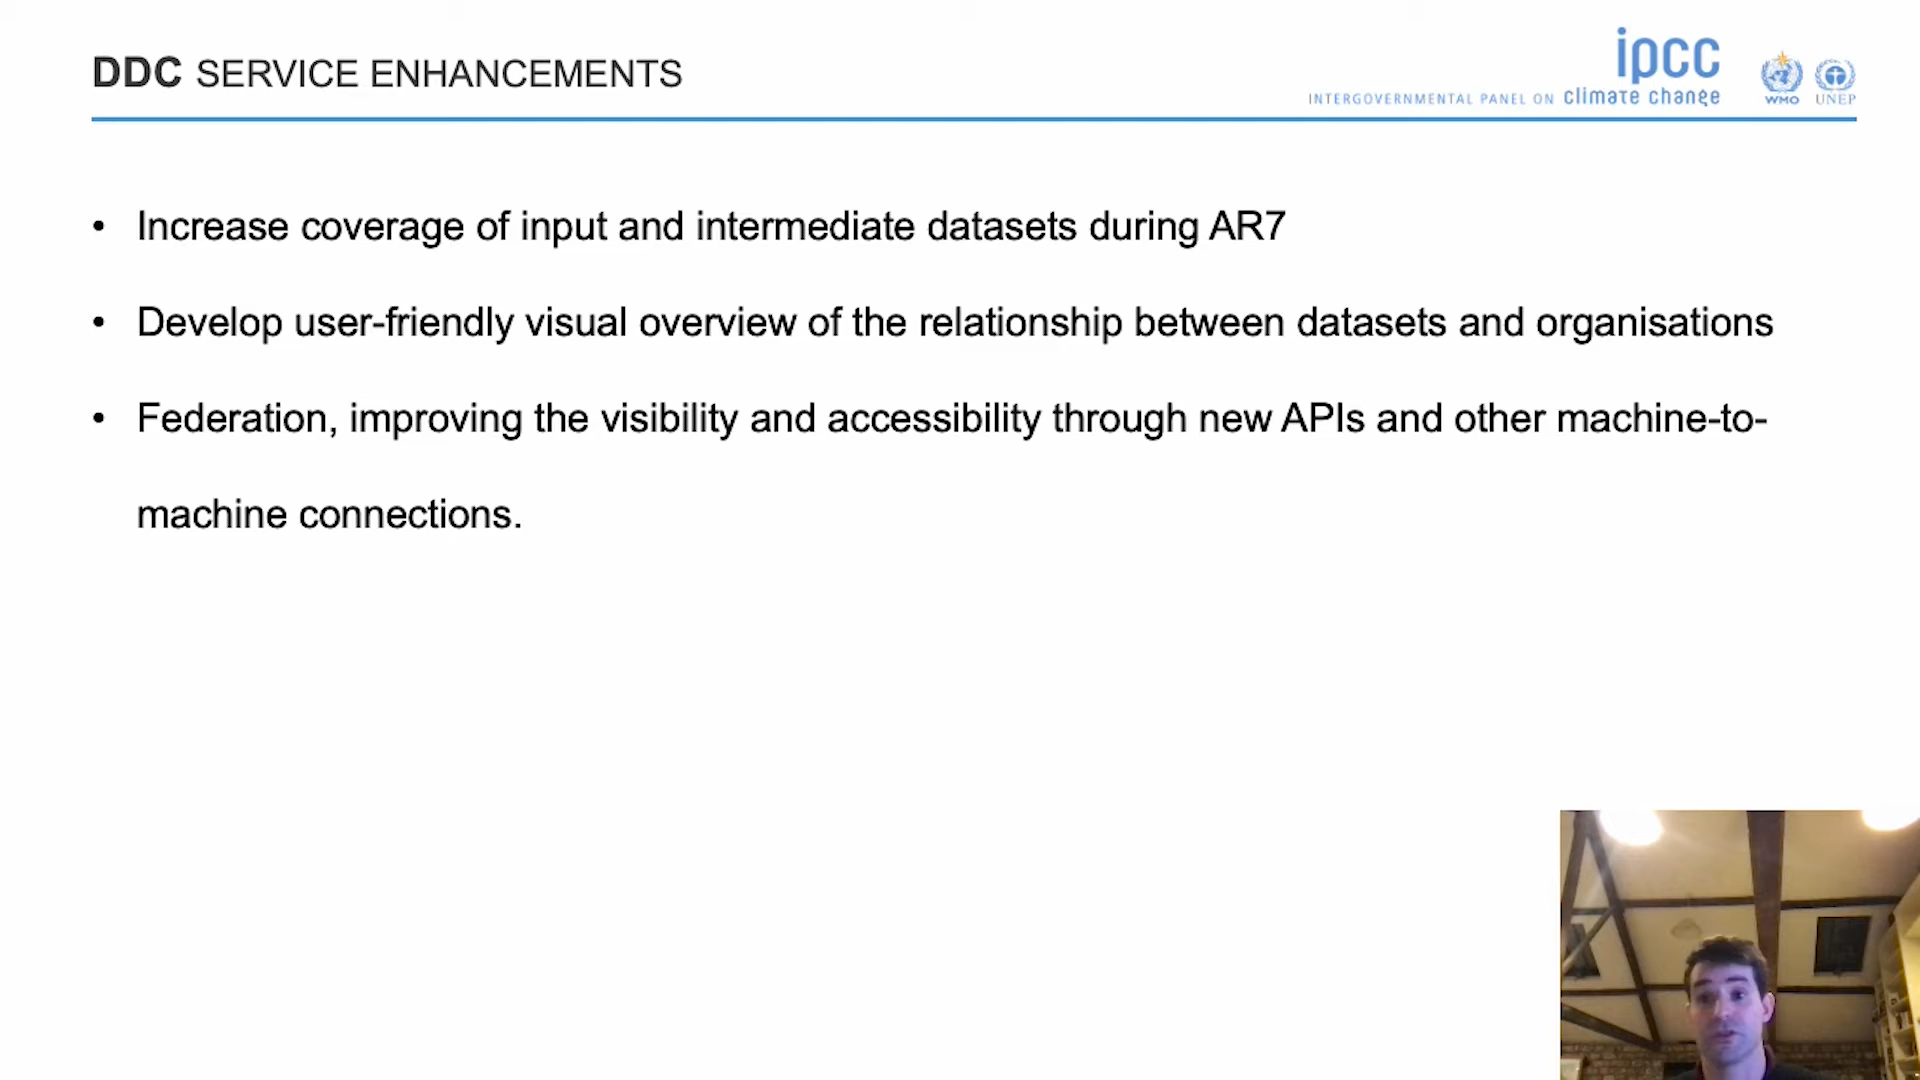 DDC SERVICE ENHANCEMENTS
ipcc
INTERGOVERNMENTAL PANEL ON climate change
WMO
UNEP
• Increase coverage of input and intermediate datasets during AR7
• Develop user-friendly visual overview of the relationship between datasets and organisations
• Federation, improving the visibility and accessibility through new APIs and other machine-to-
machine connections.